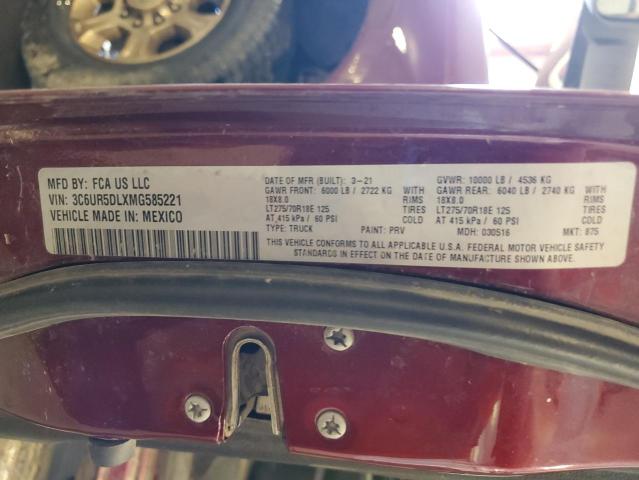 MFD BY: FCA US LLC
VIN: 3C6UR5DLXMG585221
VEHICLE MADE IN: MEXICO
DATE OF MFR (BUILT): 3-21 GVWR: 10000 LB / 4536 KG
GAWR FRONT: 6000 LB / 2722 KG GAWR REAR: 6040 LB / 2740 KG
18X8.0 RIMS 18X8.0 RIMS
LT275/70R18E 125 TIRES LT275/70R18E 125 TIRES
AT 415 kPa / 60 PSI COLD AT 415 kPa / 60 PSI COLD
TYPE: TRUCK PAINT: PRV MDH: 030516 MKT: 875
THIS VEHICLE CONFORMS TO ALL APPLICABLE U.S.A. FEDERAL MOTOR VEHICLE SAFETY
STANDARDS IN EFFECT ON THE DATE OF MANUFACTURE SHOWN ABOVE